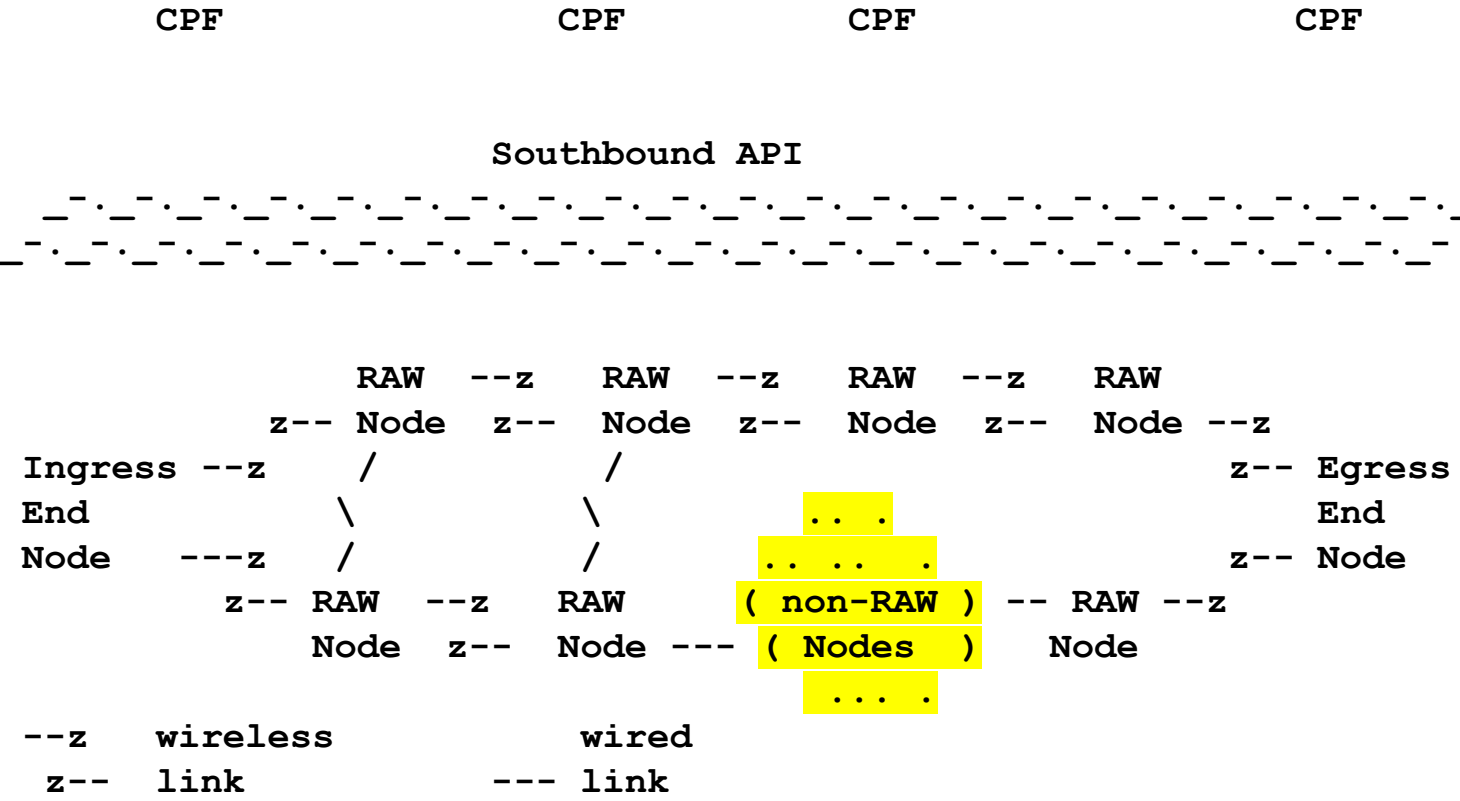 CPF CPF CPF CPF
Southbound API
_-._-._-._-._-._-._-._-._-._-._-._-._-._-._-._-._-._-._-._-._-._
_-._-._-._-._-._-._-._-._-._-._-._-._-._-._-._-._-._-._-._-._-._-
RAW --z RAW --z RAW --z RAW
z-- Node z-- Node z-- Node z-- Node --z
Ingress --z / / z-- Egress
End \ \ .. . End
Node ---z / / .. .. . z-- Node
z-- RAW --z RAW ( non-RAW ) -- RAW --z
Node z-- Node --- ( Nodes ) Node
... .
--z wireless wired
z-- link --- link